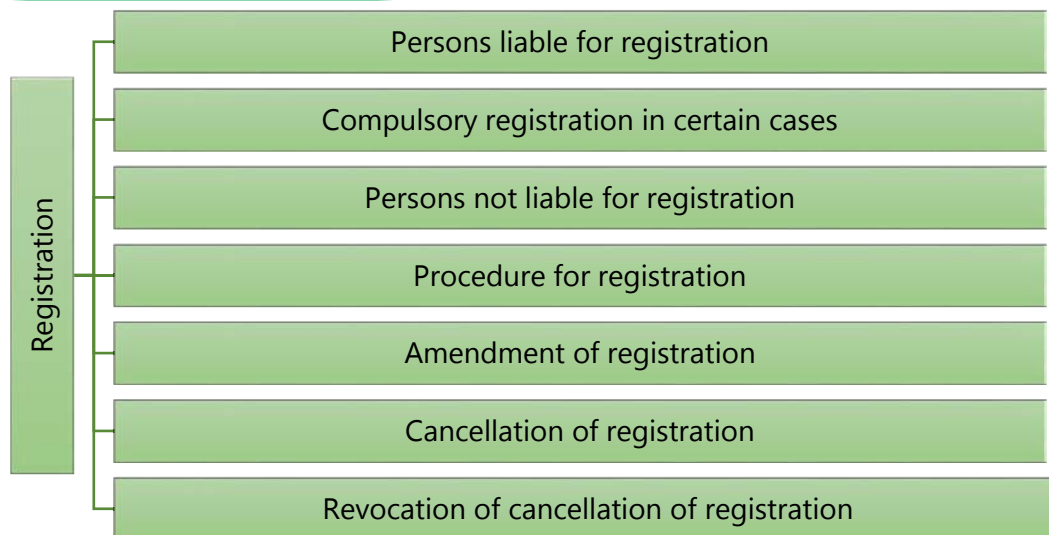 Registration
Persons liable for registration
Compulsory registration in certain cases
Persons not liable for registration
Procedure for registration
Amendment of registration
Cancellation of registration
Revocation of cancellation of registration